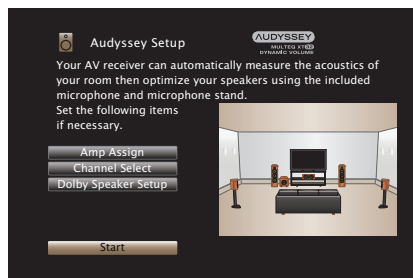 Audyssey Setup
AUDYSSEY
MULTEQ XT32
DYNAMIC VOLUME
Your AV receiver can automatically measure the acoustics of
your room then optimize your speakers using the included
microphone and microphone stand.
Set the following items
if necessary.
Amp Assign
Channel Select
Dolby Speaker Setup
Start